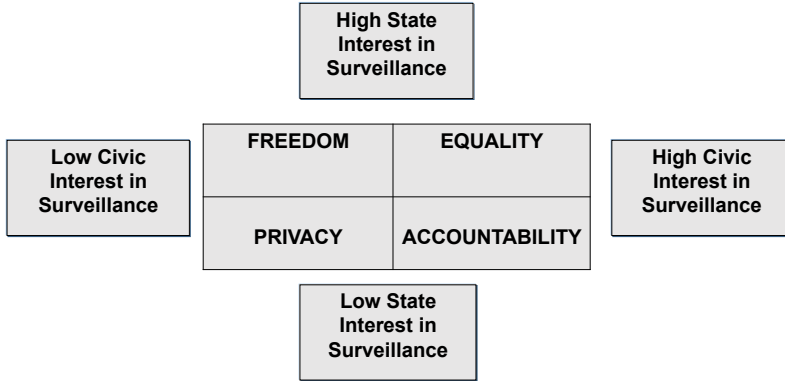 High State
Interest in
Surveillance
FREEDOM EQUALITY
Low Civic
Interest in
Surveillance
High Civic
Interest in
Surveillance
PRIVACY ACCOUNTABILITY
Low State
Interest in
Surveillance